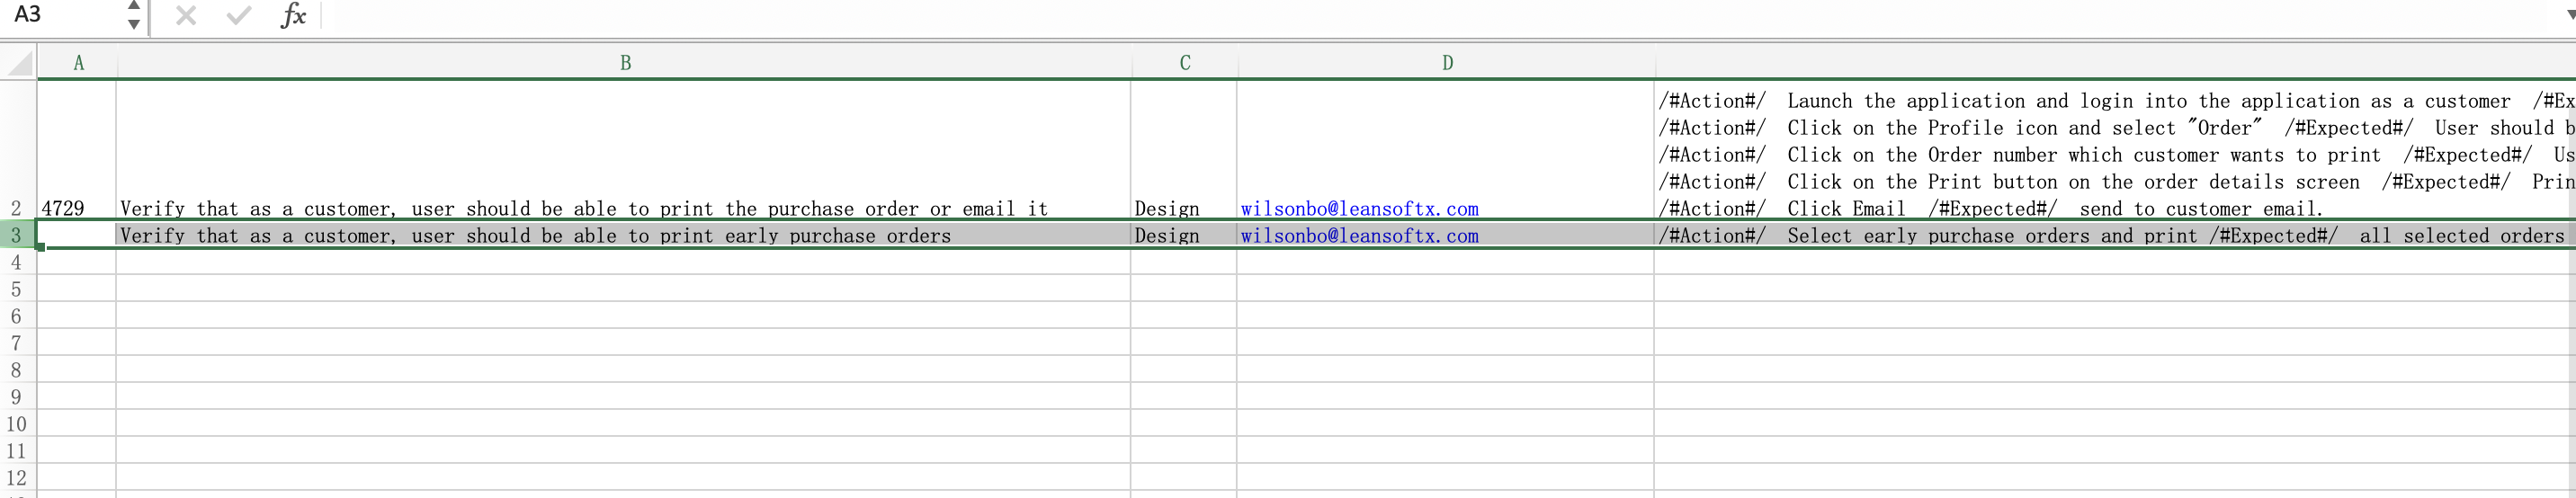 A3 fx
A B C D
/#Action#/ Launch the application and login into the application as a customer /#Ex
/#Action#/ Click on the Profile icon and select "Order" /#Expected#/ User should b
/#Action#/ Click on the Order number which customer wants to print /#Expected#/ Us
/#Action#/ Click on the Print button on the order details screen /#Expected#/ Prin
2 4729 Verify that as a customer, user should be able to print the purchase order or email it Design wilsonbo@leansoftx.com /#Action#/ Click Email /#Expected#/ send to customer email.
3 Verify that as a customer, user should be able to print early purchase orders Design wilsonbo@leansoftx.com /#Action#/ Select early purchase orders and print /#Expected#/ all selected orders
4
5
6
7
8
9
10
11
12